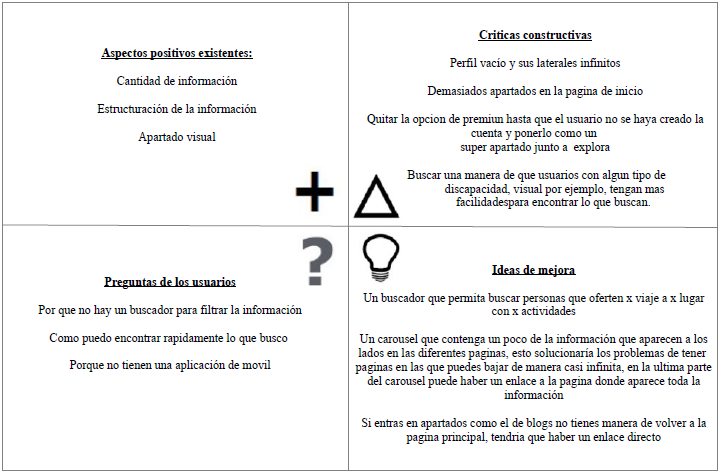 Aspectos positivos existentes:
Cantidad de información
Estructuración de la información
Apartado visual
+
Criticas constructivas
Perfil vacío y sus laterales infinitos
Demasiados apartados en la pagina de inicio
Quitar la opcion de premiun hasta que el usuario no se haya creado la
cuenta y ponerlo como un
super apartado junto a explora
Buscar una manera de que usuarios con algun tipo de
discapacidad, visual por ejemplo, tengan mas
facilidadespara encontrar lo que buscan.
?
Preguntas de los usuarios
Por que no hay un buscador para filtrar la información
Como puedo encontrar rapidamente lo que busco
Porque no tienen una aplicación de movil
Ideas de mejora
Un buscador que permita buscar personas que oferten x viaje a x lugar
con x actividades
Un carousel que contenga un poco de la información que aparecen a los
lados en las diferentes paginas, esto solucionaría los problemas de tener
paginas en las que puedes bajar de manera casi infinita, en la ultima parte
del carousel puede haber un enlace a la pagina donde aparece toda la
información
Si entras en apartados como el de blogs no tienes manera de volver a la
pagina principal, tendria que haber un enlace directo